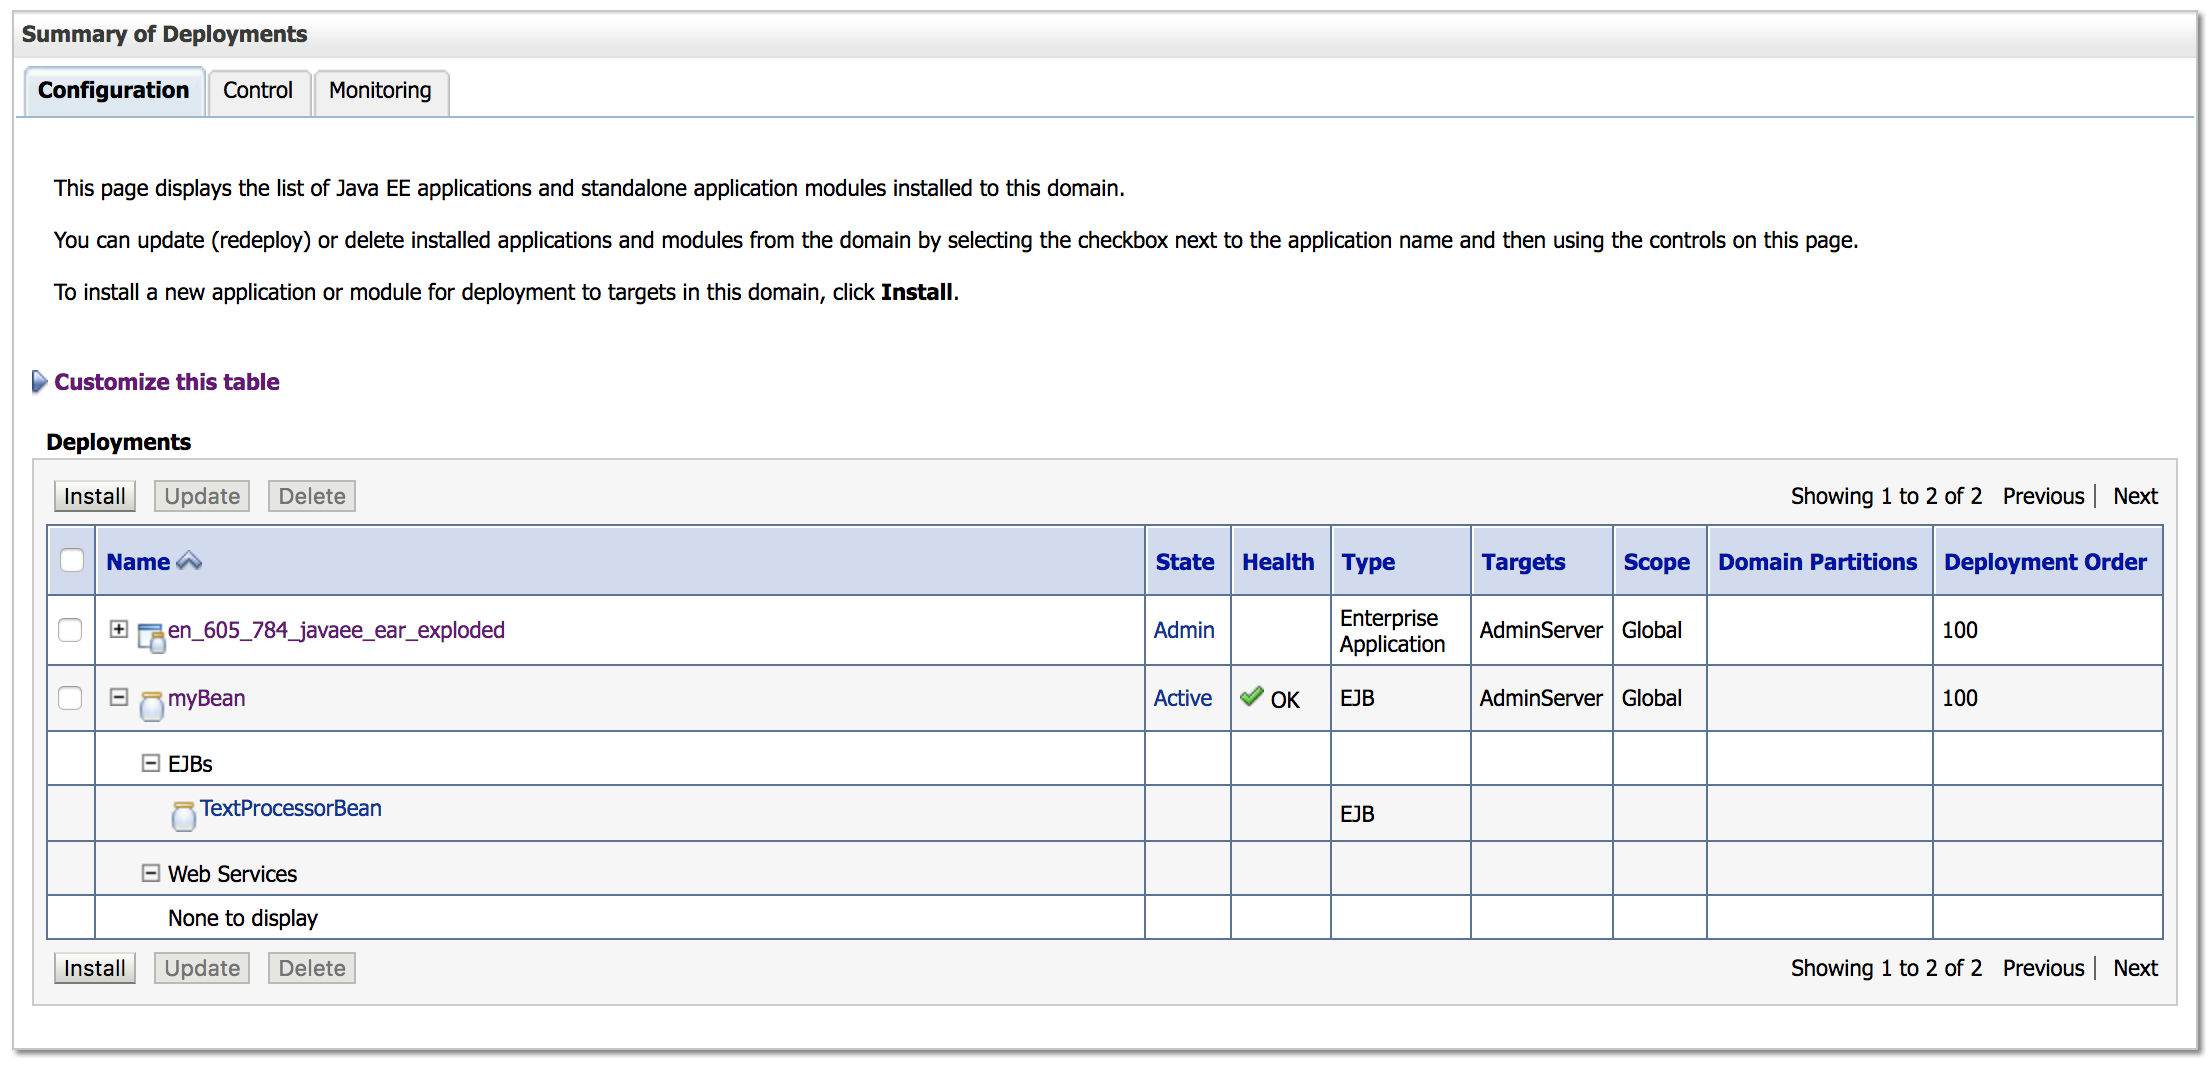 Summary of Deployments
Configuration Control Monitoring
This page displays the list of Java EE applications and standalone application modules installed to this domain.
You can update (redeploy) or delete installed applications and modules from the domain by selecting the checkbox next to the application name and then using the controls on this page.
To install a new application or module for deployment to targets in this domain, click Install.
Customize this table
Deployments
Install Update Delete Showing 1 to 2 of 2 Previous | Next
Name State Health Type Targets Scope Domain Partitions Deployment Order
en_605_784_javaee_ear_exploded Admin Enterprise Application AdminServer Global 100
myBean Active OK EJB AdminServer Global 100
EJBs
TextProcessorBean EJB
Web Services
None to display
Install Update Delete Showing 1 to 2 of 2 Previous | Next